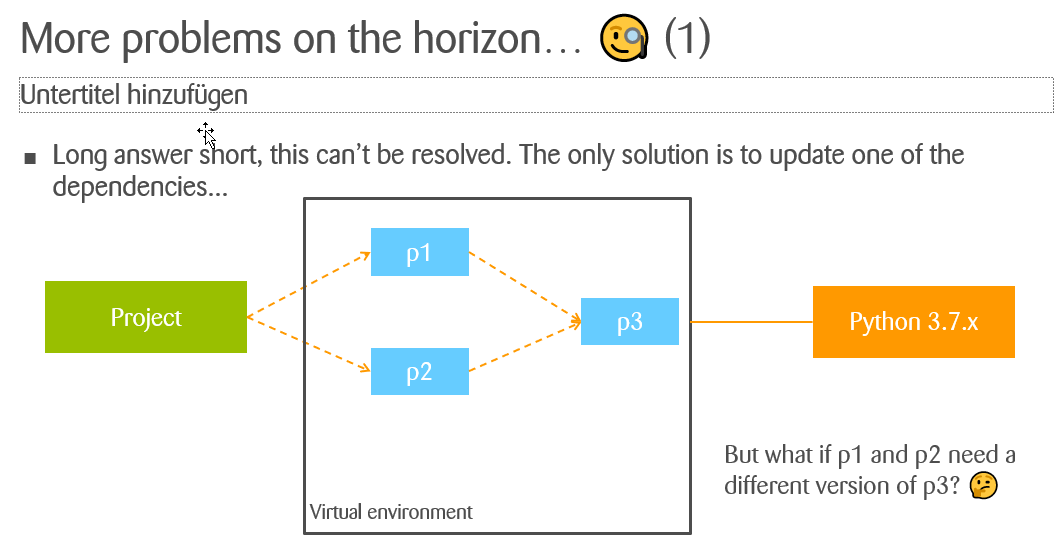 More problems on the horizon... 🧐 (1)
Untertitel hinzufügen
▪ Long answer short, this can't be resolved. The only solution is to update one of the
dependencies...
p1
Project
p3
Python 3.7.x
p2
But what if p1 and p2 need a
different version of p3? 🤔
Virtual environment